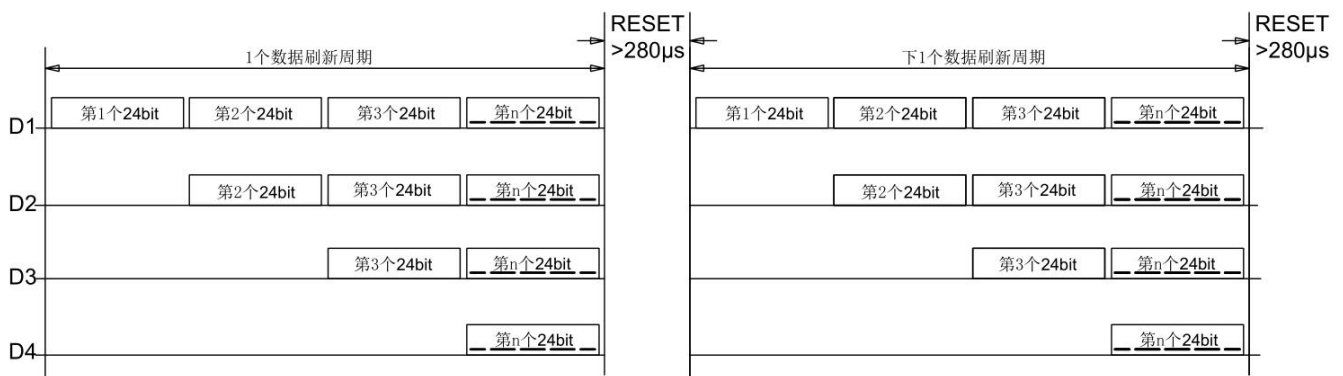 RESET
>280μs
RESET
>280μs
1个数据刷新周期
下1个数据刷新周期
D1
第1个24bit
第2个24bit
第3个24bit
第n个24bit
第1个24bit
第2个24bit
第3个24bit
第n个24bit
D2
第2个24bit
第3个24bit
第n个24bit
第2个24bit
第3个24bit
第n个24bit
D3
第3个24bit
第n个24bit
第3个24bit
第n个24bit
D4
第n个24bit
第n个24bit